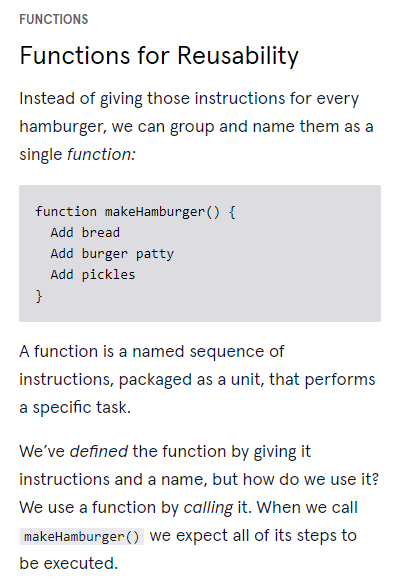 FUNCTIONS
Functions for Reusability
Instead of giving those instructions for every
hamburger, we can group and name them as a
single function:
function makeHamburger() {
  Add bread
  Add burger patty
  Add pickles
}
A function is a named sequence of
instructions, packaged as a unit, that performs
a specific task.
We’ve defined the function by giving it
instructions and a name, but how do we use it?
We use a function by calling it. When we call
makeHamburger() we expect all of its steps to
be executed.